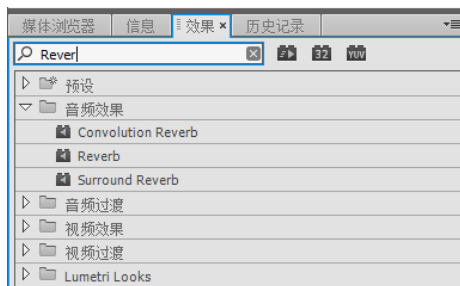 媒体浏览器 信息 效果 × 历史记录
Rever 32 YUV
预设
音频效果
Convolution Reverb
Reverb
Surround Reverb
音频过渡
视频效果
视频过渡
Lumetri Looks